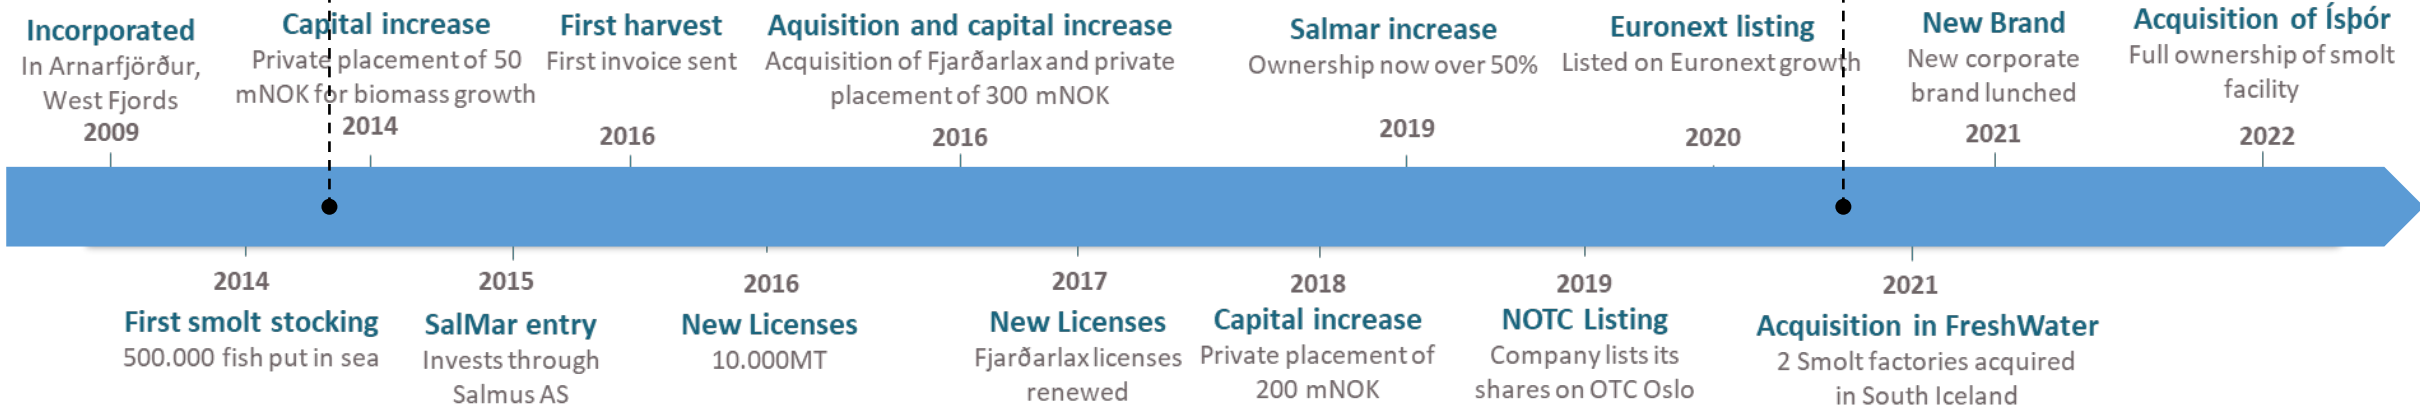 Incorporated
In Arnarfjörður,
West Fjords
2009
Capital increase
Private placement of 50
mNOK for biomass growth
2014
First harvest
First invoice sent
2016
Aquisition and capital increase
Acquisition of Fjarðarlax and private
placement of 300 mNOK
2016
Salmar increase
Ownership now over 50%
2019
Euronext listing
Listed on Euronext growth
2020
New Brand
New corporate
brand lunched
2021
Acquisition of Ísþór
Full ownership of smolt
facility
2022
2014
First smolt stocking
500.000 fish put in sea
2015
SalMar entry
Invests through
Salmus AS
2016
New Licenses
10.000MT
2017
New Licenses
Fjarðarlax licenses
renewed
2018
Capital increase
Private placement of
200 mNOK
2019
NOTC Listing
Company lists its
shares on OTC Oslo
2021
Acquisition in FreshWater
2 Smolt factories acquired
in South Iceland